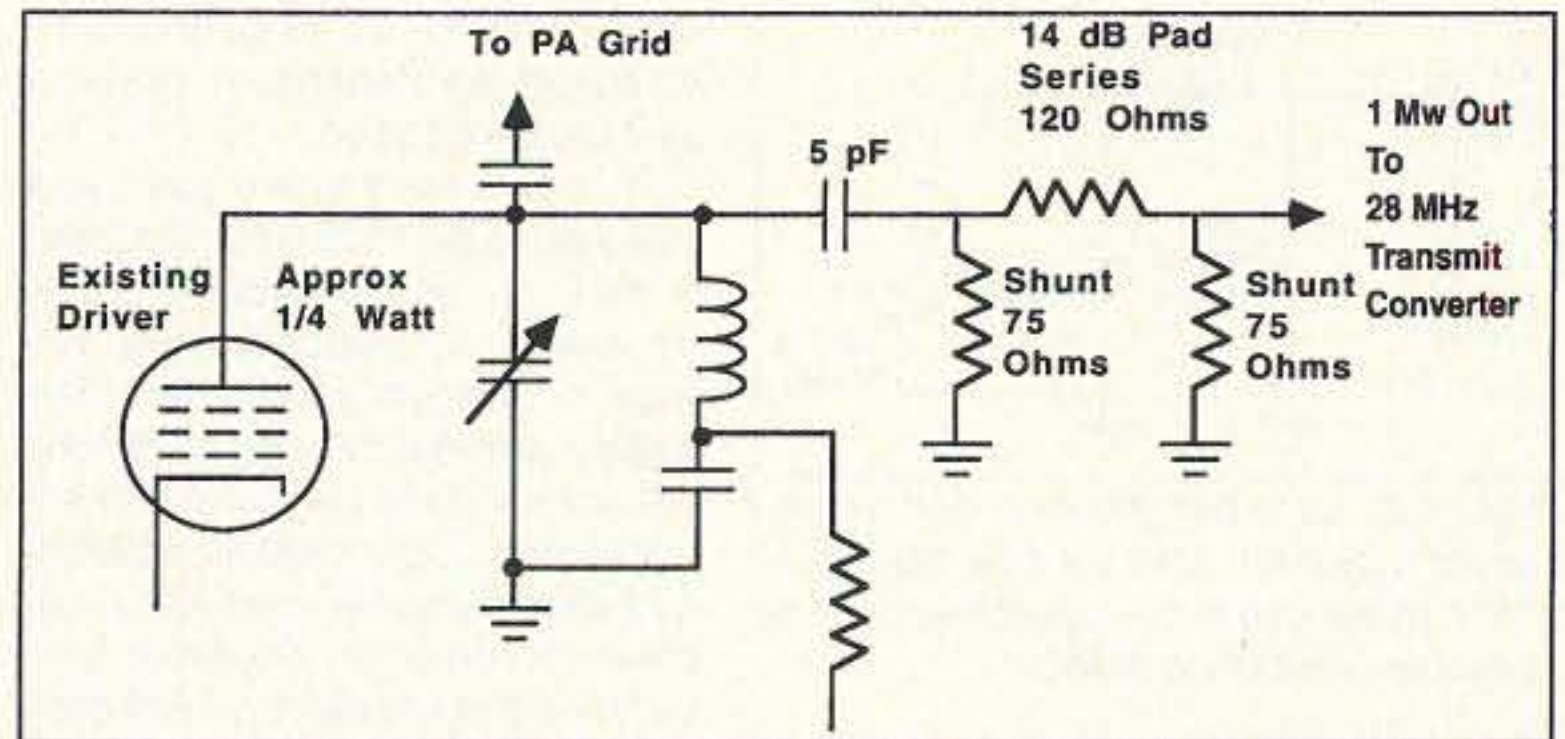 To PA Grid
14 dB Pad
Series
120 Ohms
1 Mw Out
To
28 MHz
Transmit
Converter
5 pF
Existing
Driver
Approx
1/4 Watt
Shunt
75
Ohms
Shunt
75
Ohms